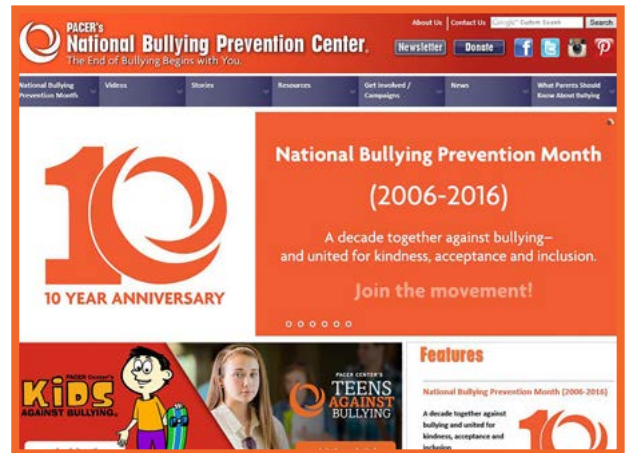 About Us | Contact Us Google™ Custom Search Search
PACER's
National Bullying Prevention Center.
The End of Bullying Begins with You.
Newsletter Donate
National Bullying Prevention Month
Videos
Stories
Resources
Get Involved / Campaigns
News
What Parents Should Know About Bullying
10
10 YEAR ANNIVERSARY
National Bullying Prevention Month
(2006-2016)
A decade together against bullying–
and united for kindness, acceptance and inclusion.
Join the movement!
PACER Center's
KiDS
AGAINST BULLYING.
PACER CENTER'S
TEENS
AGAINST
BULLYING
Features
National Bullying Prevention Month (2006-2016)
A decade together against
bullying and united for
kindness, acceptance and
inclusion
10